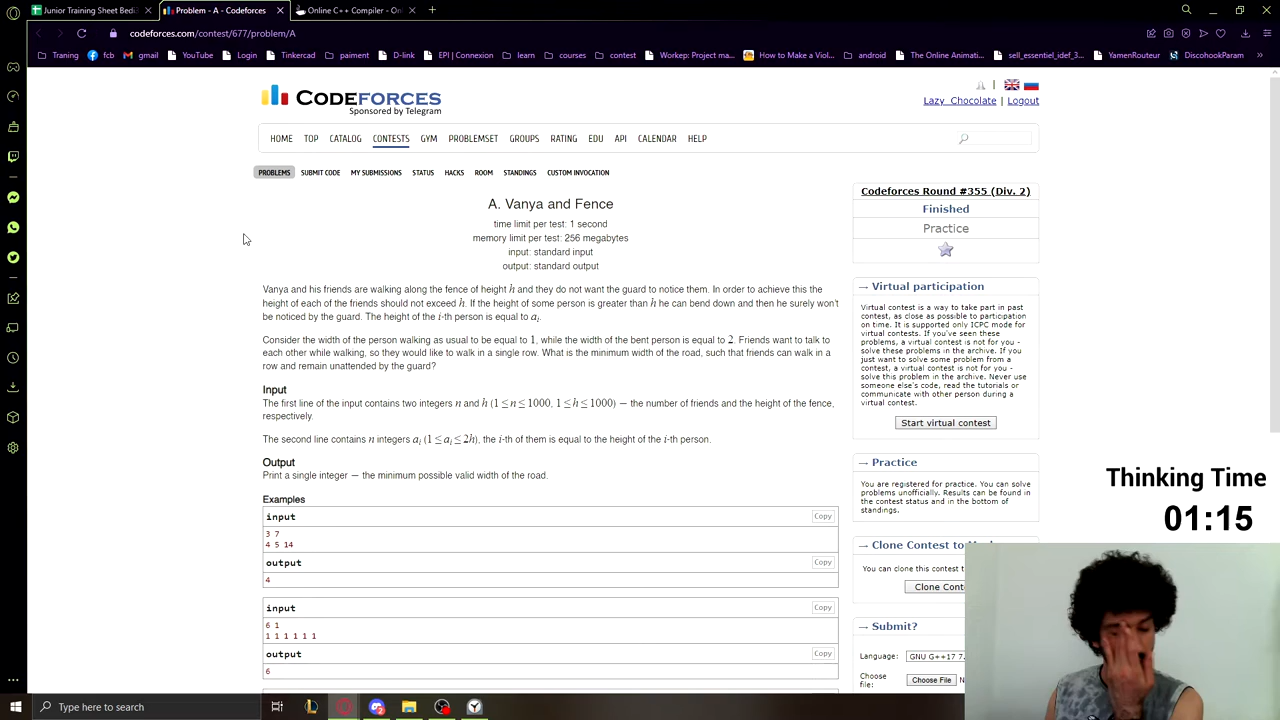 Junior Training Sheet Bedi
Problem - A - Codeforces
Online C++ Compiler - On
codeforces.com/contest/677/problem/A
Traning
fcb
gmail
YouTube
Login
Tinkercad
paiment
D-link
EPI | Connexion
learn
courses
contest
Workep: Project ma...
How to Make a Viol...
android
The Online Animati...
sell_essentiel_idef_3...
YamenRouteur
DiscohookParam
CODEFORCES
Sponsored by Telegram
Lazy_Chocolate | Logout
HOME TOP CATALOG CONTESTS GYM PROBLEMSET GROUPS RATING EDU API CALENDAR HELP
PROBLEMS SUBMIT CODE MY SUBMISSIONS STATUS HACKS ROOM STANDINGS CUSTOM INVOCATION
A. Vanya and Fence
time limit per test: 1 second
memory limit per test: 256 megabytes
input: standard input
output: standard output
Vanya and his friends are walking along the fence of height h and they do not want the guard to notice them. In order to achieve this the
height of each of the friends should not exceed h. If the height of some person is greater than h he can bend down and then he surely won't
be noticed by the guard. The height of the i-th person is equal to ai.
Consider the width of the person walking as usual to be equal to 1, while the width of the bent person is equal to 2. Friends want to talk to
each other while walking, so they would like to walk in a single row. What is the minimum width of the road, such that friends can walk in a
row and remain unattended by the guard?
Input
The first line of the input contains two integers n and h (1 ≤ n ≤ 1000, 1 ≤ h ≤ 1000) — the number of friends and the height of the fence,
respectively.
The second line contains n integers ai (1 ≤ ai ≤ 2h), the i-th of them is equal to the height of the i-th person.
Output
Print a single integer — the minimum possible valid width of the road.
Examples
input
Copy
3 7
4 5 14
output
Copy
4
input
Copy
6 1
1 1 1 1 1 1
output
Copy
6
Codeforces Round #355 (Div. 2)
Finished
Practice
→ Virtual participation
Virtual contest is a way to take part in past
contest, as close as possible to participation
on time. It is supported only ICPC mode for
virtual contests. If you've seen these
problems, a virtual contest is not for you -
solve these problems in the archive. If you
just want to solve some problem from a
contest, a virtual contest is not for you -
solve this problem in the archive. Never use
someone else's code, read the tutorials or
communicate with other person during a
virtual contest.
Start virtual contest
→ Practice
You are registered for practice. You can solve
problems unofficially. Results can be found in
the contest status and in the bottom of
standings.
→ Clone Contest to
You can clone this contest t
Clone Cont
→ Submit?
Language:
GNU G++17 7.
Choose
file:
Choose File
Thinking Time
01:15
Type here to search